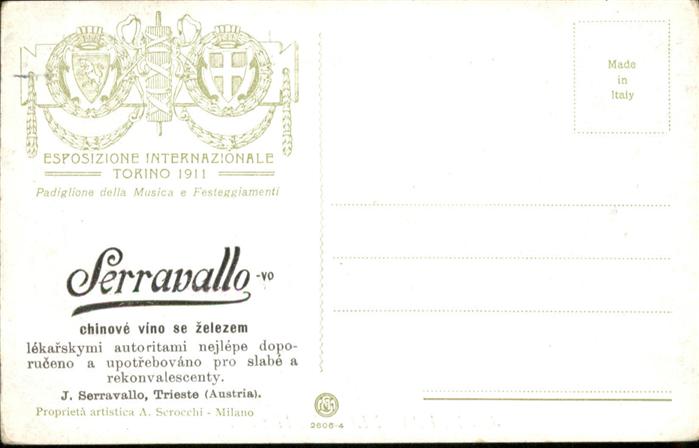 ESPOSIZIONE INTERNAZIONALE
TORINO 1911
Padiglione della Musica e Festeggiamenti
Serravallo-vo
chinové víno se železem
lékařskymi autoritami nejlépe dopo-
ručeno a upotřebováno pro slabé a
rekonvalescenty.
J. Serravallo, Trieste (Austria).
Proprietà artistica A. Scrocchi - Milano
2606-4
Made
in
Italy